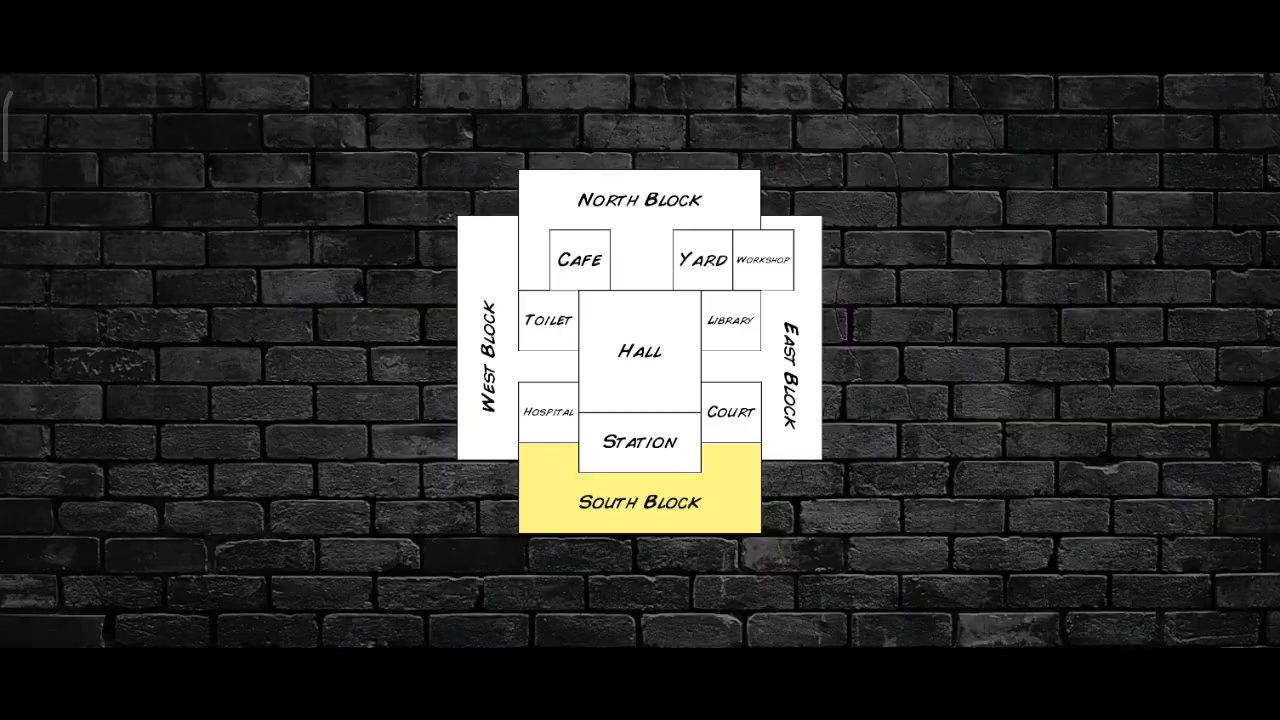 North Block
Cafe
Yard
Workshop
Toilet
Library
West Block
Hall
East Block
Hospital
Court
Station
South Block